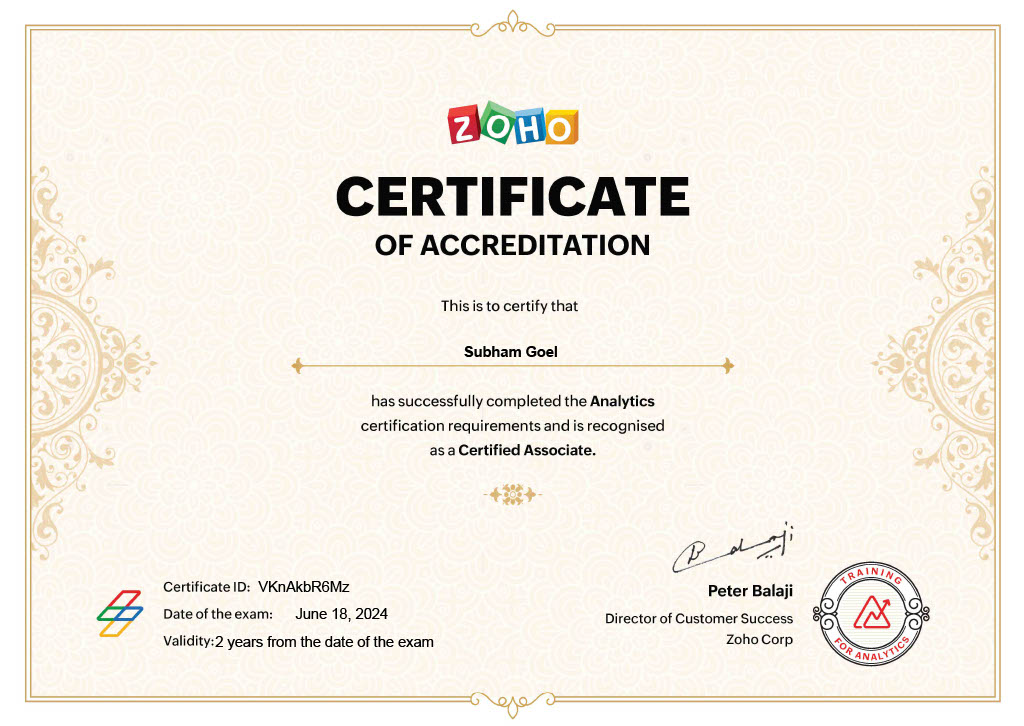 ZOHO
CERTIFICATE
OF ACCREDITATION
This is to certify that
Subham Goel
has successfully completed the Analytics
certification requirements and is recognised
as a Certified Associate.
Certificate ID: VKnAkbR6Mz
Date of the exam: June 18, 2024
Validity:2 years from the date of the exam
Peter Balaji
Director of Customer Success
Zoho Corp
TRAINING
FOR ANALYTICS